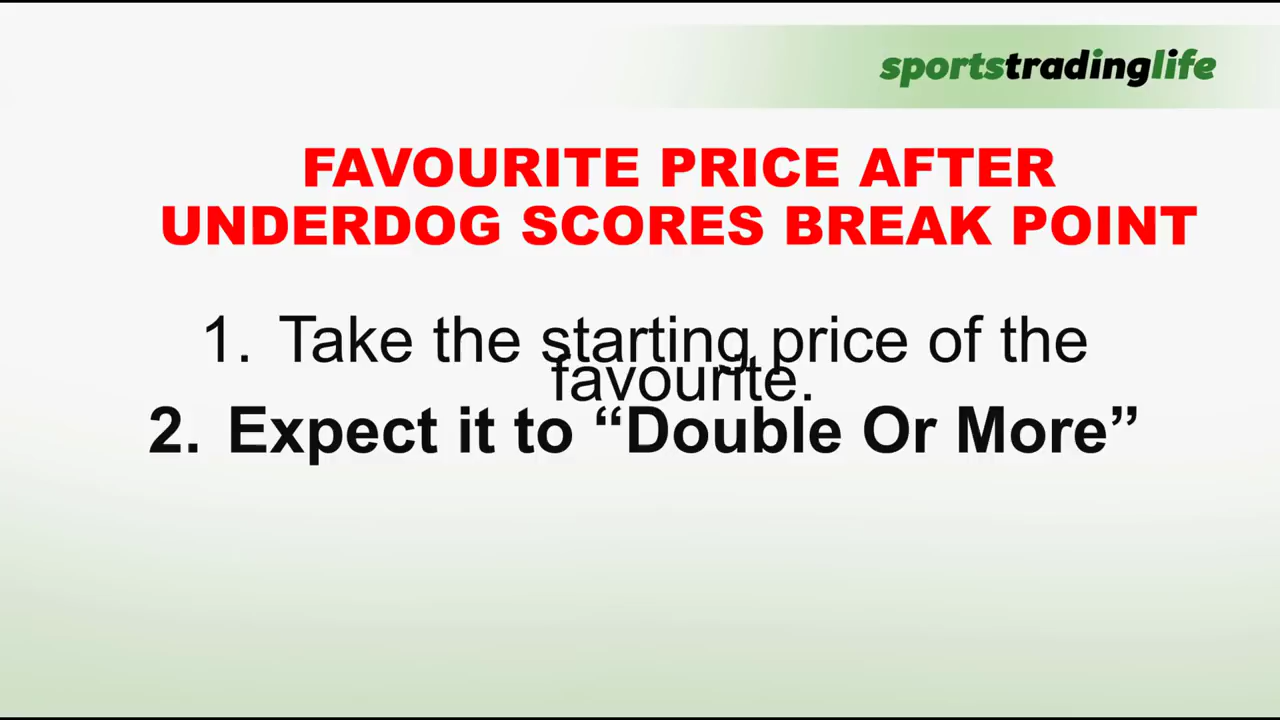 sportstradinglife
FAVOURITE PRICE AFTER
UNDERDOG SCORES BREAK POINT
1. Take the starting price of the
favourite.
2. Expect it to “Double Or More”